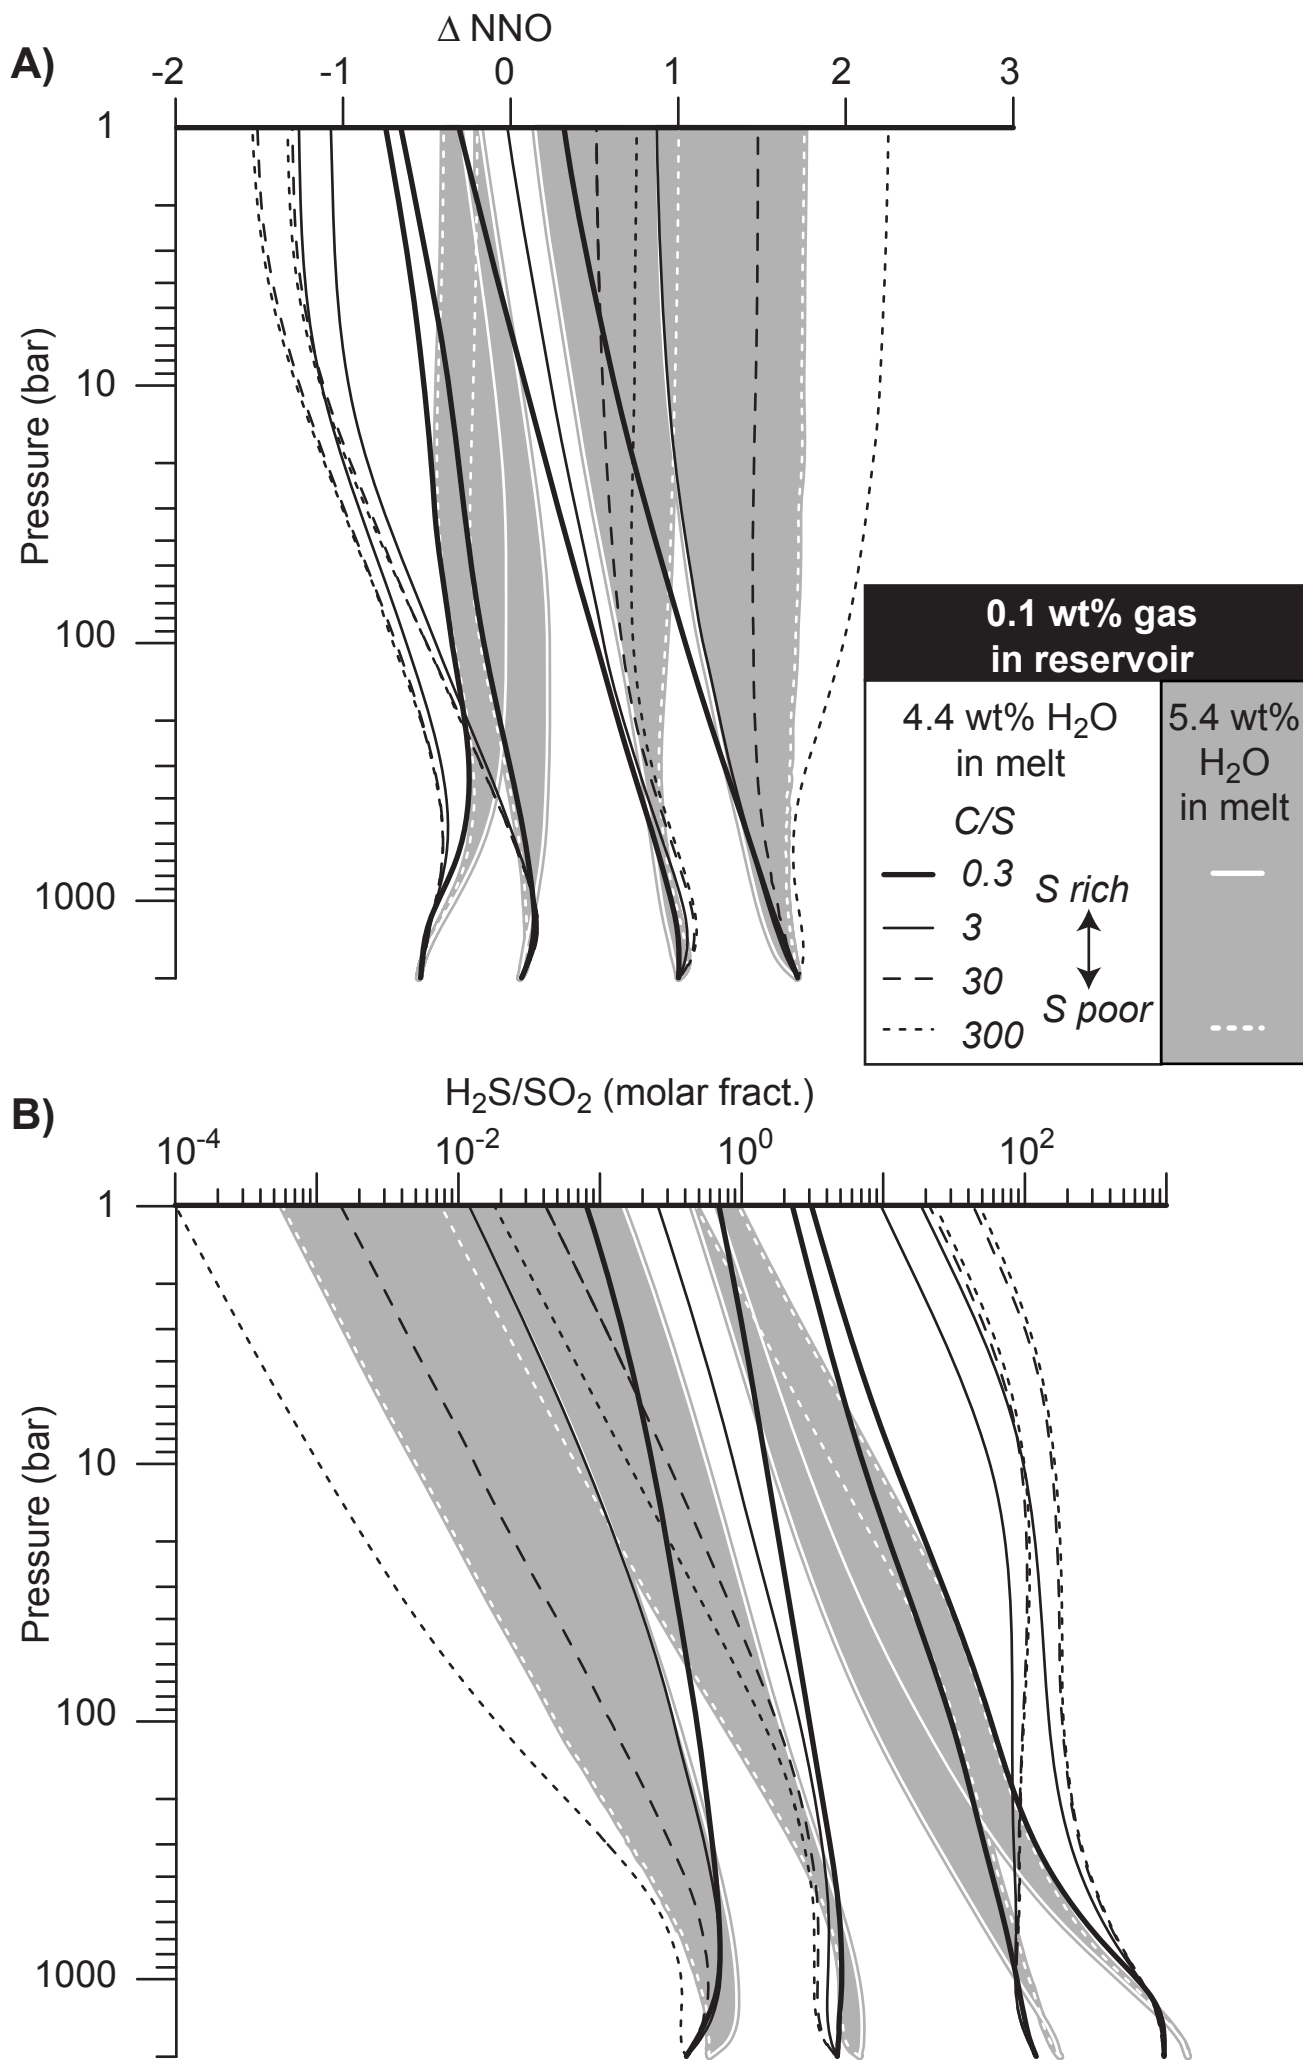 A)
Δ NNO
-2 -1 0 1 2 3
1
10
100
1000
Pressure (bar)
0.1 wt% gas
in reservoir
4.4 wt% H₂O
in melt
C/S
0.3
3
30
300
S rich
S poor
5.4 wt%
H₂O
in melt
B)
H₂S/SO₂ (molar fract.)
10⁻⁴ 10⁻² 10⁰ 10²
1
10
100
1000
Pressure (bar)